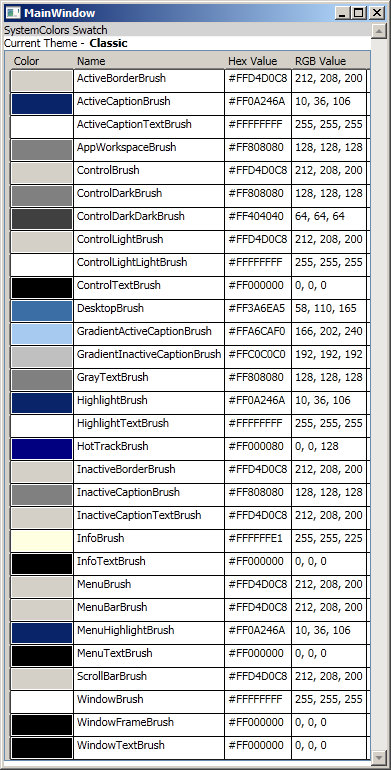 MainWindow
SystemColors Swatch
Current Theme - Classic
Color Name Hex Value RGB Value
ActiveBorderBrush #FFD4D0C8 212, 208, 200
ActiveCaptionBrush #FF0A246A 10, 36, 106
ActiveCaptionTextBrush #FFFFFFFF 255, 255, 255
AppWorkspaceBrush #FF808080 128, 128, 128
ControlBrush #FFD4D0C8 212, 208, 200
ControlDarkBrush #FF808080 128, 128, 128
ControlDarkDarkBrush #FF404040 64, 64, 64
ControlLightBrush #FFD4D0C8 212, 208, 200
ControlLightLightBrush #FFFFFFFF 255, 255, 255
ControlTextBrush #FF000000 0, 0, 0
DesktopBrush #FF3A6EA5 58, 110, 165
GradientActiveCaptionBrush #FFA6CAF0 166, 202, 240
GradientInactiveCaptionBrush #FFC0C0C0 192, 192, 192
GrayTextBrush #FF808080 128, 128, 128
HighlightBrush #FF0A246A 10, 36, 106
HighlightTextBrush #FFFFFFFF 255, 255, 255
HotTrackBrush #FF000080 0, 0, 128
InactiveBorderBrush #FFD4D0C8 212, 208, 200
InactiveCaptionBrush #FF808080 128, 128, 128
InactiveCaptionTextBrush #FFD4D0C8 212, 208, 200
InfoBrush #FFFFFFE1 255, 255, 225
InfoTextBrush #FF000000 0, 0, 0
MenuBrush #FFD4D0C8 212, 208, 200
MenuBarBrush #FFD4D0C8 212, 208, 200
MenuHighlightBrush #FF0A246A 10, 36, 106
MenuTextBrush #FF000000 0, 0, 0
ScrollBarBrush #FFD4D0C8 212, 208, 200
WindowBrush #FFFFFFFF 255, 255, 255
WindowFrameBrush #FF000000 0, 0, 0
WindowTextBrush #FF000000 0, 0, 0